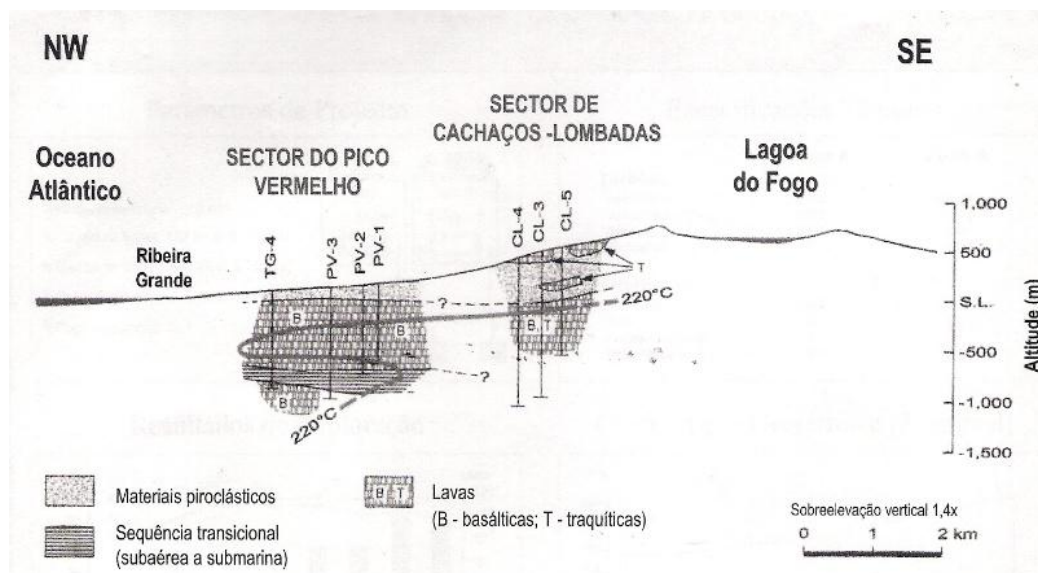 NW
SE
SECTOR DE
CACHAÇOS -LOMBADAS
Oceano
Atlântico
SECTOR DO PICO
VERMELHO
Lagoa
do Fogo
Ribeira
Grande
TG-4
PV-3
PV-2
PV-1
CL-4
CL-3
CL-5
T
220°C
?
B
B
B, T
?
B
220°C
1.000
500
S.L.
-500
-1.000
-1,500
Altitude (m)
Materiais piroclásticos
Sequência transicional
(subaérea a submarina)
B T
Lavas
(B - basálticas; T - traquíticas)
Sobreelevação vertical 1,4x
0 1 2 km